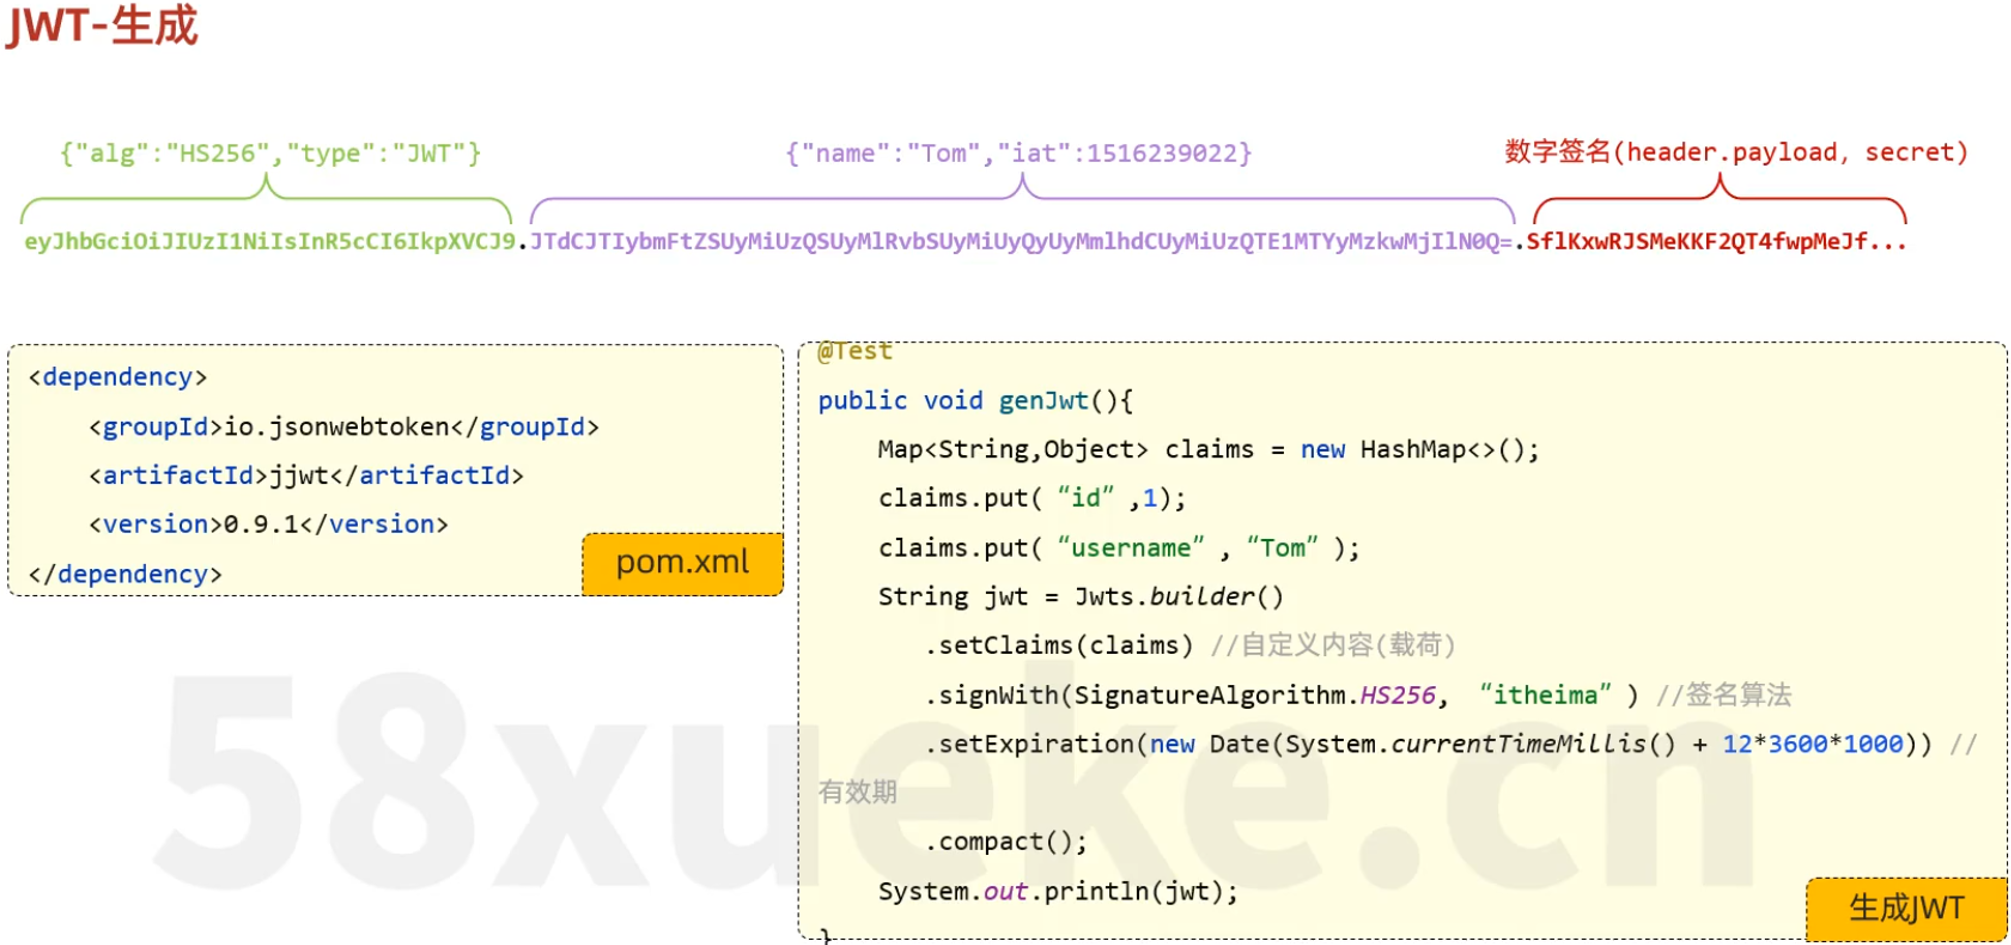 JWT-生成
{"alg":"HS256","type":"JWT"}
{"name":"Tom","iat":1516239022}
数字签名(header.payload, secret)
eyJhbGciOiJIUzI1NiIsInR5cCI6IkpXVCJ9.JTdCJTIybmFtZSUyMiUzQSUyMlRvbSUyMiUyQyUyMmlhdCUyMiUzQTE1MTYyMzkwMjIlN0Q=.SflKxwRJSMeKKF2QT4fwpMeJf...
<dependency>
<groupId>io.jsonwebtoken</groupId>
<artifactId>jjwt</artifactId>
<version>0.9.1</version>
</dependency>
pom.xml
@Test
public void genJwt(){
Map<String,Object> claims = new HashMap<>();
claims.put( “id” ,1);
claims.put( “username” , “Tom” );
String jwt = Jwts.builder()
.setClaims(claims) //自定义内容(载荷)
.signWith(SignatureAlgorithm.HS256, “itheima” ) //签名算法
.setExpiration(new Date(System.currentTimeMillis() + 12*3600*1000)) //
有效期
.compact();
System.out.println(jwt);
}
生成JWT
58xueke.cn